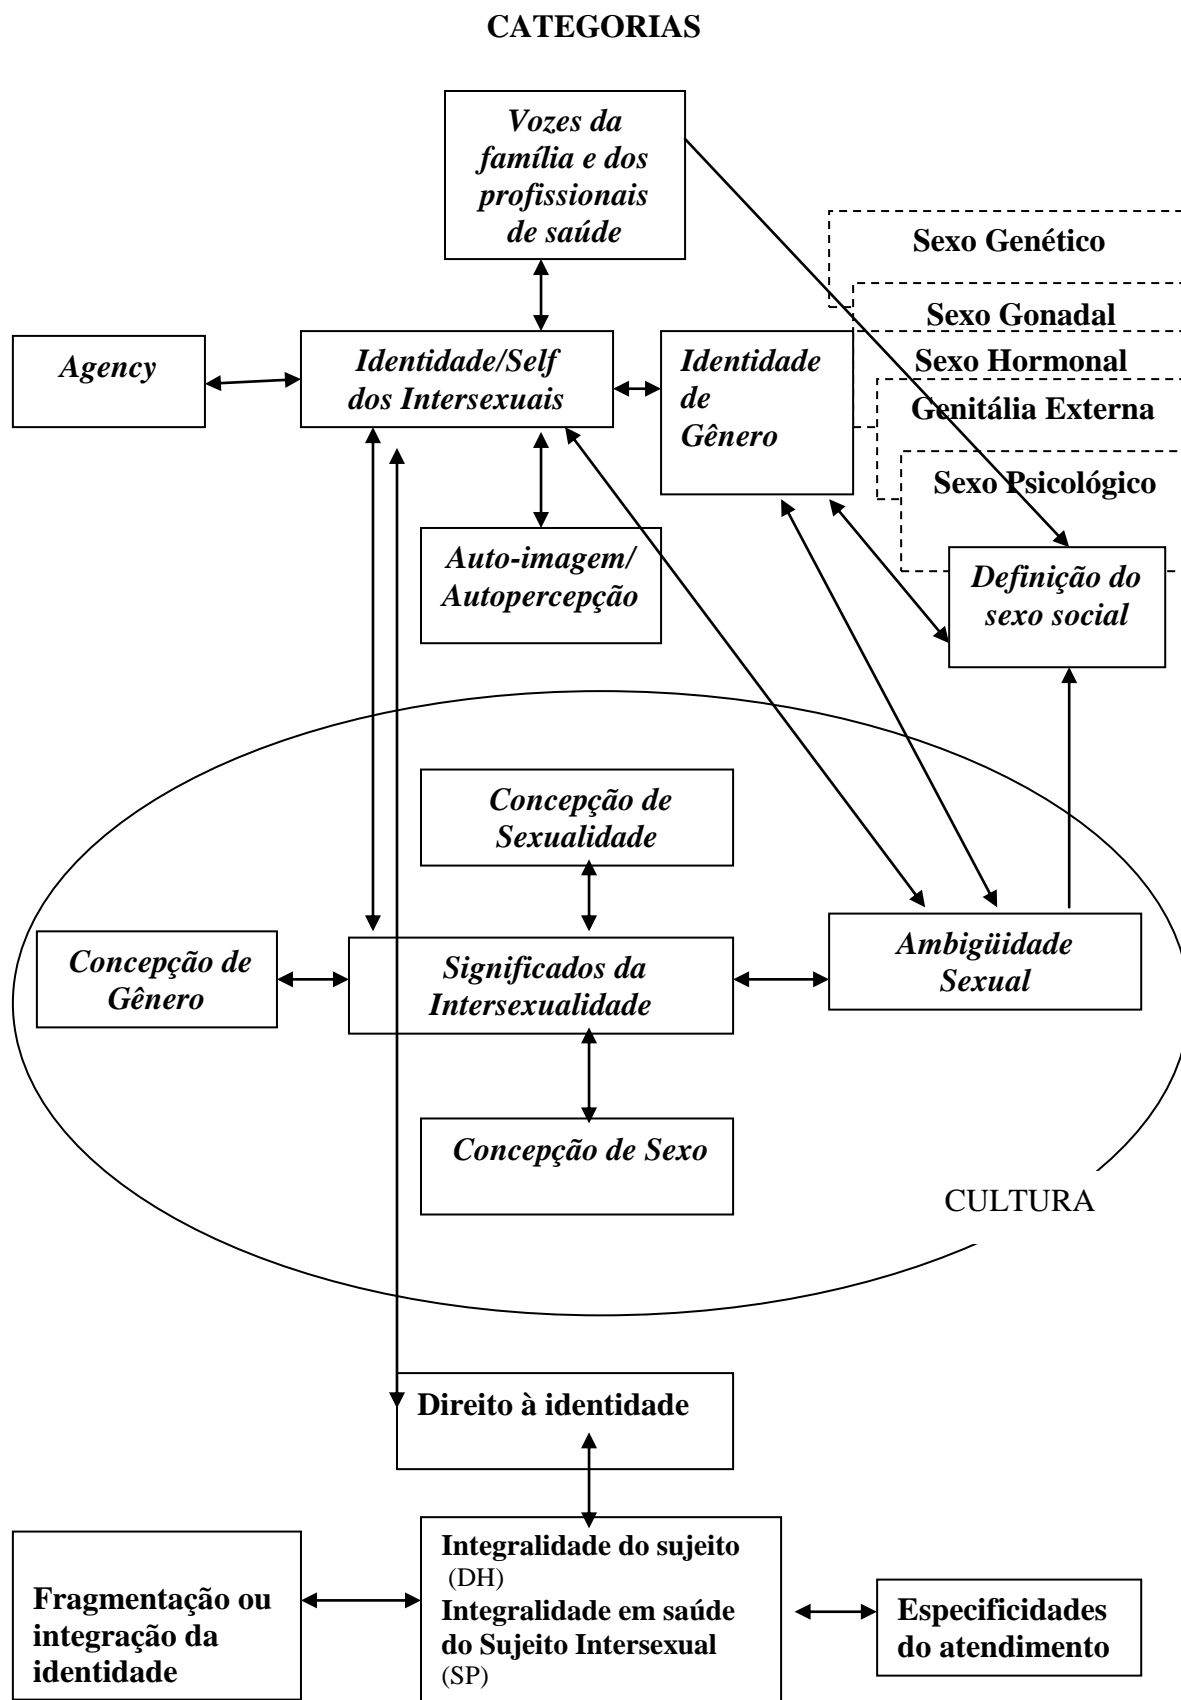 CATEGORIAS
Vozes da
família e dos
profissionais
de saúde
Sexo Genético
Sexo Gonadal
Sexo Hormonal
Genitália Externa
Sexo Psicológico
Agency
Identidade/Self
dos Intersexuais
Identidade
de
Gênero
Auto-imagem/
Autopercepção
Definição do
sexo social
Concepção de
Sexualidade
Concepção de
Gênero
Significados da
Intersexualidade
Ambigüidade
Sexual
Concepção de Sexo
CULTURA
Direito à identidade
Fragmentação ou
integração da
identidade
Integralidade do sujeito
(DH)
Integralidade em saúde
do Sujeito Intersexual
(SP)
Especificidades
do atendimento